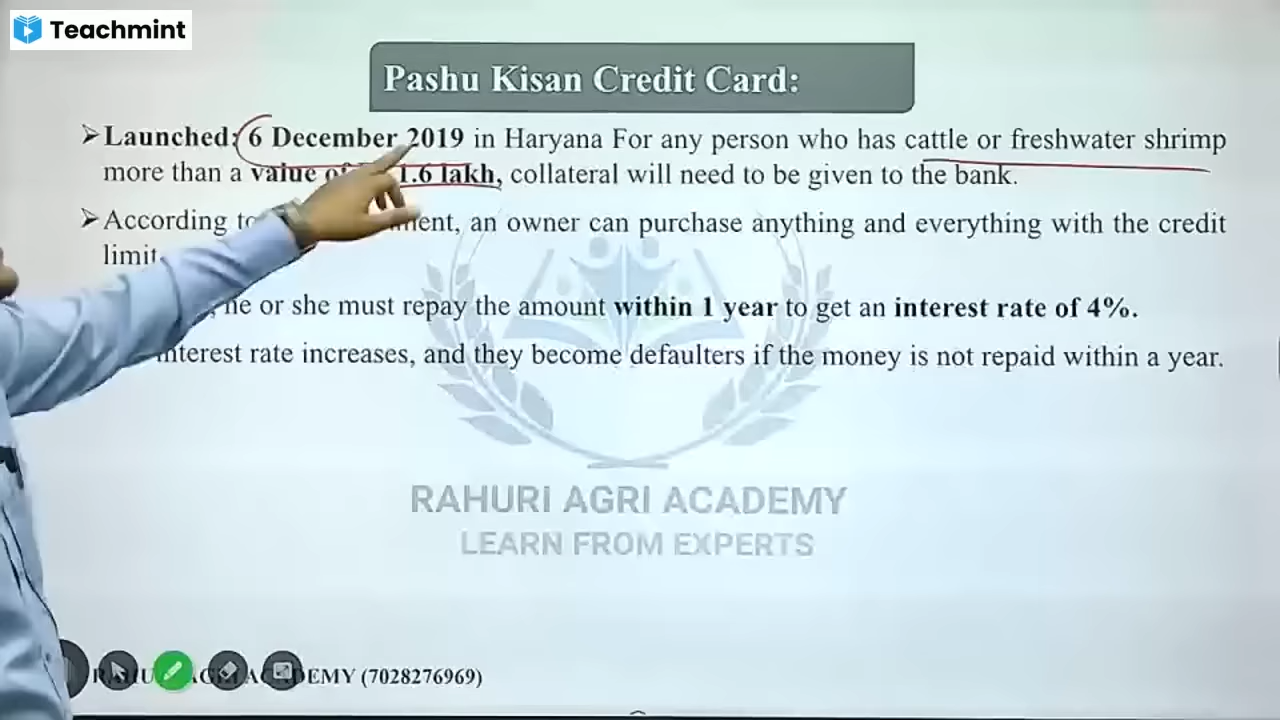 Teachmint
Pashu Kisan Credit Card:
➢Launched: 6 December 2019 in Haryana For any person who has cattle or freshwater shrimp
more than a value of 1.6 lakh, collateral will need to be given to the bank.
➢According to an owner can purchase anything and everything with the credit
limit
he or she must repay the amount within 1 year to get an interest rate of 4%.
interest rate increases, and they become defaulters if the money is not repaid within a year.
RAHURI AGRI ACADEMY
LEARN FROM EXPERTS
RAHURI AGRI ACADEMY (7028276969)